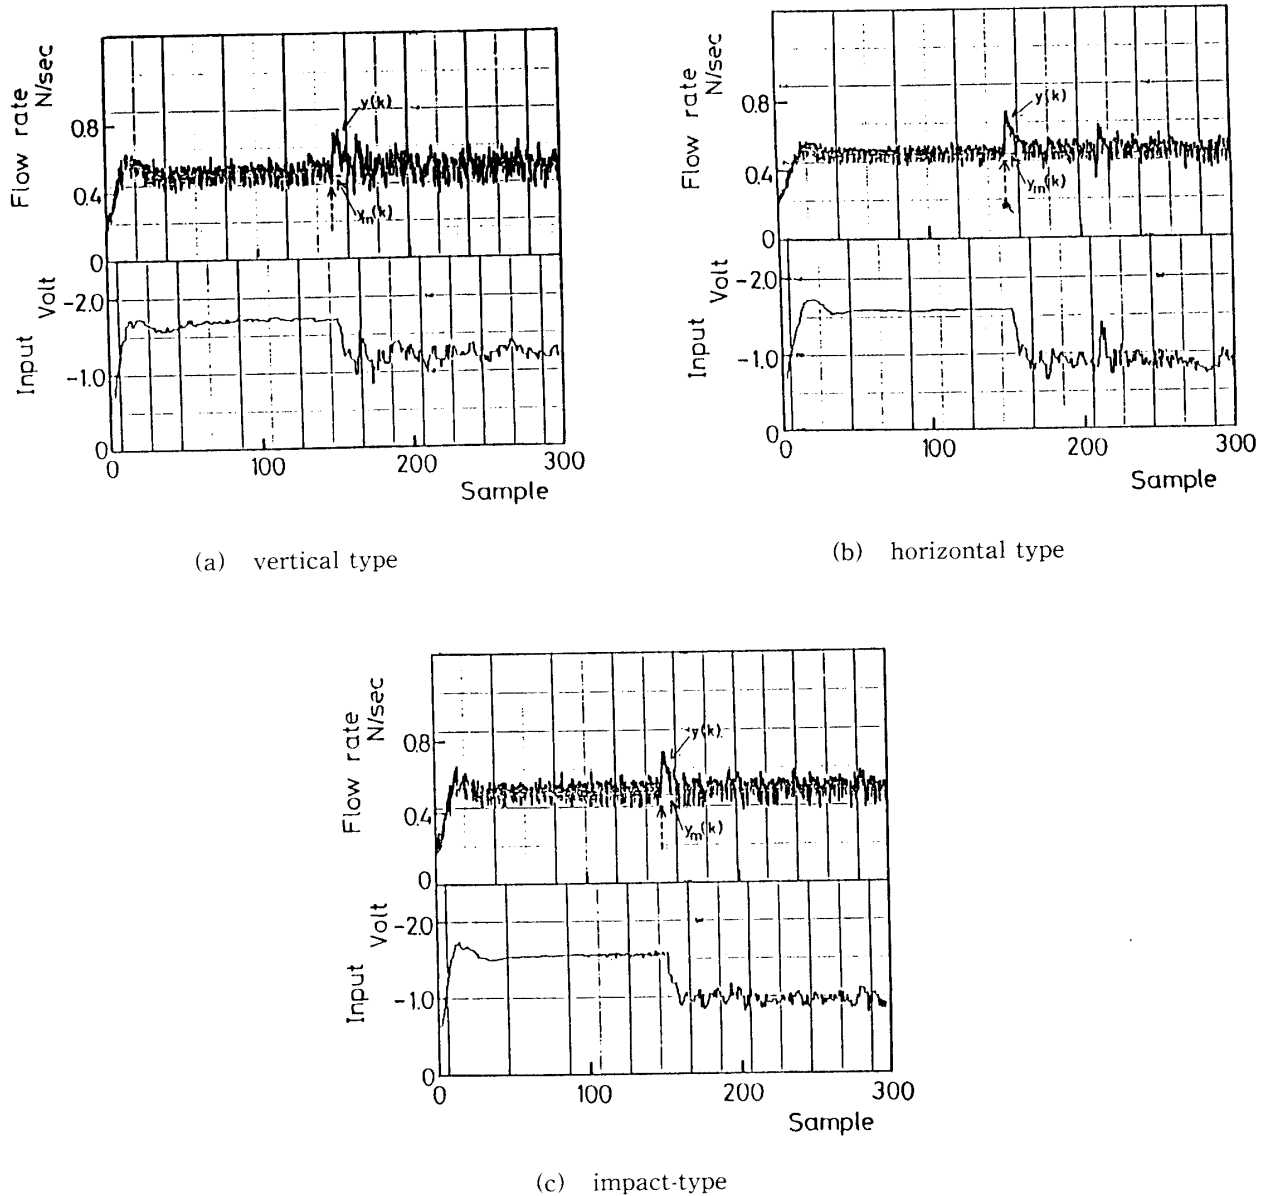 Flow rate
N/sec
0.8
0.4
0
y(k)
yₘ(k)
Input
Volt
-2.0
-1.0
0
0
100
200
300
Sample
(a) vertical type
Flow rate
N/sec
0.8
0.4
0
y(k)
yₘ(k)
Input
Volt
-2.0
-1.0
0
0
100
200
300
Sample
(b) horizontal type
Flow rate
N/sec
0.8
0.4
0
y(k)
yₘ(k)
Input
Volt
-2.0
-1.0
0
0
100
200
300
Sample
(c) impact-type